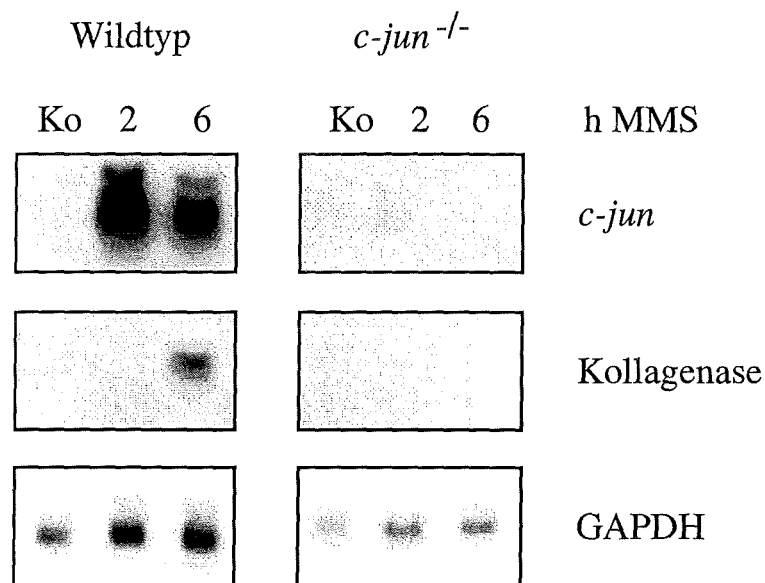 Wildtyp c-jun -/-
Ko 2 6 Ko 2 6 h MMS
c-jun
Kollagenase
GAPDH